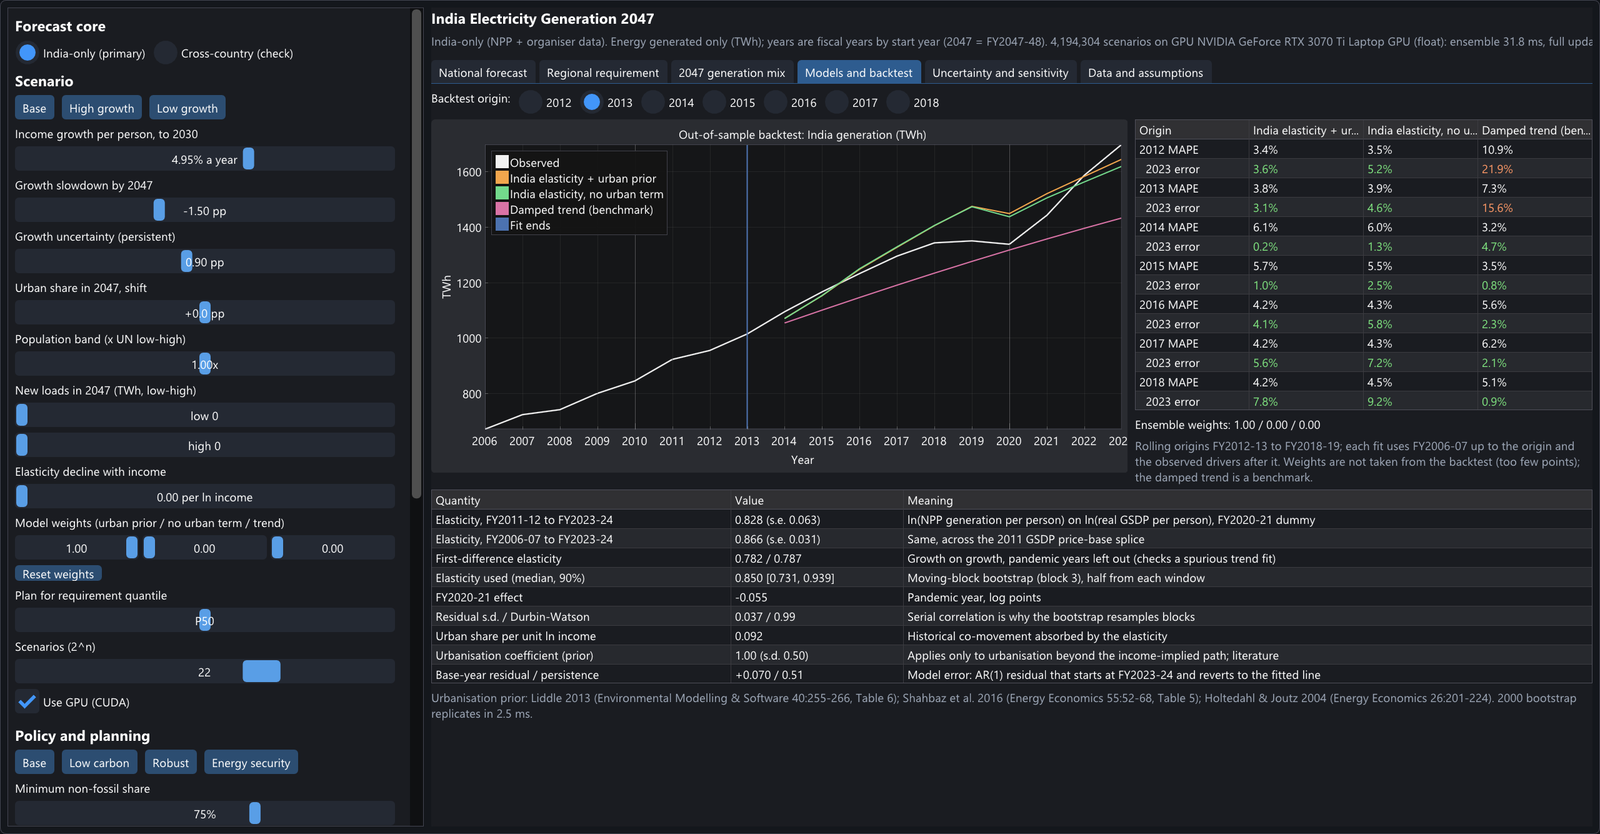 Forecast core
India-only (primary) Cross-country (check)
Scenario
Base High growth Low growth
Income growth per person, to 2030
4.95% a year
Growth slowdown by 2047
-1.50 pp
Growth uncertainty (persistent)
0.90 pp
Urban share in 2047, shift
+0.0 pp
Population band (x UN low-high)
1.00x
New loads in 2047 (TWh, low-high)
low 0
high 0
Elasticity decline with income
0.00 per ln income
Model weights (urban prior / no urban term / trend)
1.00 0.00 0.00
Reset weights
Plan for requirement quantile
P50
Scenarios (2^n)
22
Use GPU (CUDA)
Policy and planning
Base Low carbon Robust Energy security
Minimum non-fossil share
75%
India Electricity Generation 2047
India-only (NPP + organiser data). Energy generated only (TWh); years are fiscal years by start year (2047 = FY2047-48). 4,194,304 scenarios on GPU NVIDIA GeForce RTX 3070 Ti Laptop GPU (float): ensemble 31.8 ms, full upda
National forecast Regional requirement 2047 generation mix Models and backtest Uncertainty and sensitivity Data and assumptions
Backtest origin: 2012 2013 2014 2015 2016 2017 2018
Out-of-sample backtest: India generation (TWh)
Observed
India elasticity + urban prior
India elasticity, no urban term
Damped trend (benchmark)
Fit ends
1600
1400
1200
1000
800
TWh
2006 2007 2008 2009 2010 2011 2012 2013 2014 2015 2016 2017 2018 2019 2020 2021 2022 202
Year
Origin India elasticity + ur... India elasticity, no u... Damped trend (ben...
2012 MAPE 3.4% 3.5% 10.9%
2023 error 3.6% 5.2% 21.9%
2013 MAPE 3.8% 3.9% 7.3%
2023 error 3.1% 4.6% 15.6%
2014 MAPE 6.1% 6.0% 3.2%
2023 error 0.2% 1.3% 4.7%
2015 MAPE 5.7% 5.5% 3.5%
2023 error 1.0% 2.5% 0.8%
2016 MAPE 4.2% 4.3% 5.6%
2023 error 4.1% 5.8% 2.3%
2017 MAPE 4.2% 4.3% 6.2%
2023 error 5.6% 7.2% 2.1%
2018 MAPE 4.2% 4.5% 5.1%
2023 error 7.8% 9.2% 0.9%
Ensemble weights: 1.00 / 0.00 / 0.00
Rolling origins FY2012-13 to FY2018-19; each fit uses FY2006-07 up to the origin and
the observed drivers after it. Weights are not taken from the backtest (too few points);
the damped trend is a benchmark.
Quantity Value Meaning
Elasticity, FY2011-12 to FY2023-24 0.828 (s.e. 0.063) ln(NPP generation per person) on ln(real GSDP per person), FY2020-21 dummy
Elasticity, FY2006-07 to FY2023-24 0.866 (s.e. 0.031) Same, across the 2011 GSDP price-base splice
First-difference elasticity 0.782 / 0.787 Growth on growth, pandemic years left out (checks a spurious trend fit)
Elasticity used (median, 90%) 0.850 [0.731, 0.939] Moving-block bootstrap (block 3), half from each window
FY2020-21 effect -0.055 Pandemic year, log points
Residual s.d. / Durbin-Watson 0.037 / 0.99 Serial correlation is why the bootstrap resamples blocks
Urban share per unit ln income 0.092 Historical co-movement absorbed by the elasticity
Urbanisation coefficient (prior) 1.00 (s.d. 0.50) Applies only to urbanisation beyond the income-implied path; literature
Base-year residual / persistence +0.070 / 0.51 Model error: AR(1) residual that starts at FY2023-24 and reverts to the fitted line
Urbanisation prior: Liddle 2013 (Environmental Modelling & Software 40:255-266, Table 6); Shahbaz et al. 2016 (Energy Economics 55:52-68, Table 5); Holtedahl & Joutz 2004 (Energy Economics 26:201-224). 2000 bootstrap
replicates in 2.5 ms.